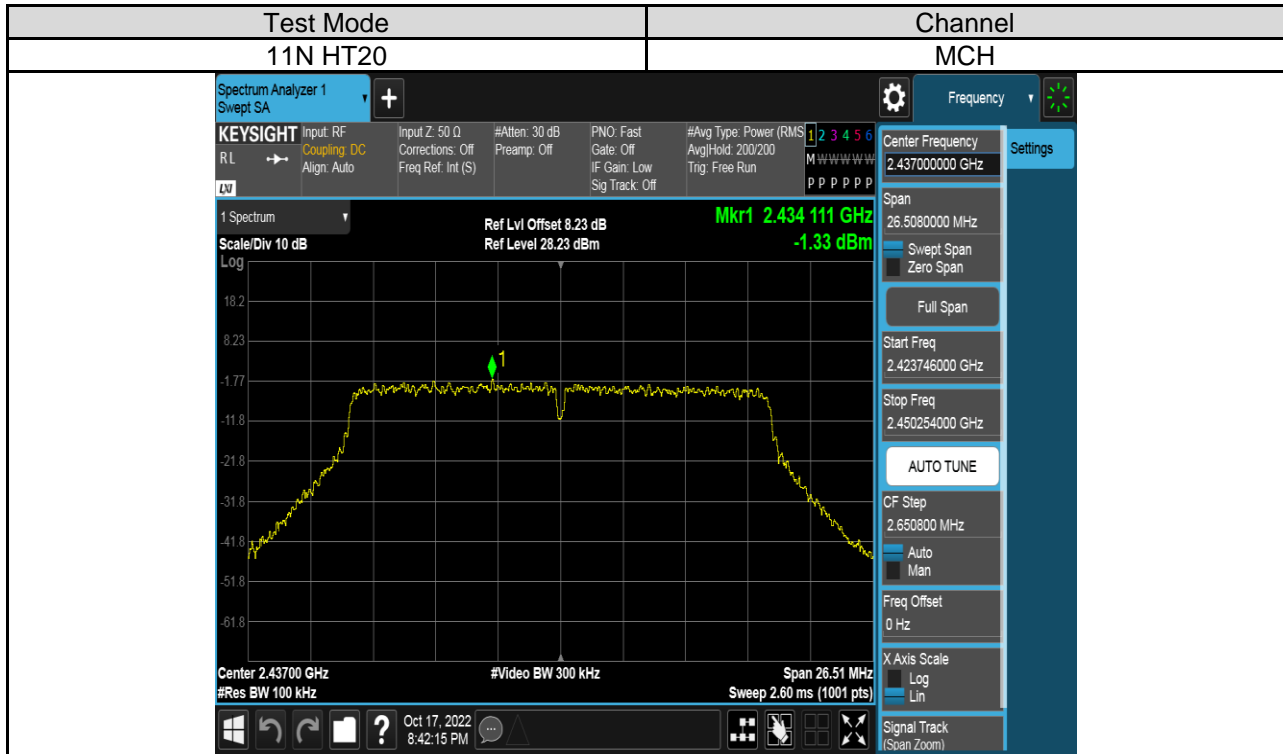 Test Mode Channel
11N HT20 MCH
Spectrum Analyzer 1
Swept SA
+
Frequency
KEYSIGHT Input: RF Input Z: 50 Ω #Atten: 30 dB PNO: Fast #Avg Type: Power (RMS 1 2 3 4 5 6
RL Coupling: DC Corrections: Off Preamp: Off Gate: Off Avg|Hold: 200/200 M W W W W W
Align: Auto Freq Ref: Int (S) IF Gain: Low Trig: Free Run
LXI Sig Track: Off P P P P P P
1 Spectrum Ref Lvl Offset 8.23 dB Mkr1 2.434 111 GHz
Scale/Div 10 dB Ref Level 28.23 dBm -1.33 dBm
Log
18.2
8.23
1
-1.77
-11.8
-21.8
-31.8
-41.8
-51.8
-61.8
Center 2.43700 GHz #Video BW 300 kHz Span 26.51 MHz
#Res BW 100 kHz Sweep 2.60 ms (1001 pts)
? Oct 17, 2022
8:42:15 PM
Center Frequency
2.437000000 GHz
Settings
Span
26.5080000 MHz
Swept Span
Zero Span
Full Span
Start Freq
2.423746000 GHz
Stop Freq
2.450254000 GHz
AUTO TUNE
CF Step
2.650800 MHz
Auto
Man
Freq Offset
0 Hz
X Axis Scale
Log
Lin
Signal Track
(Span Zoom)